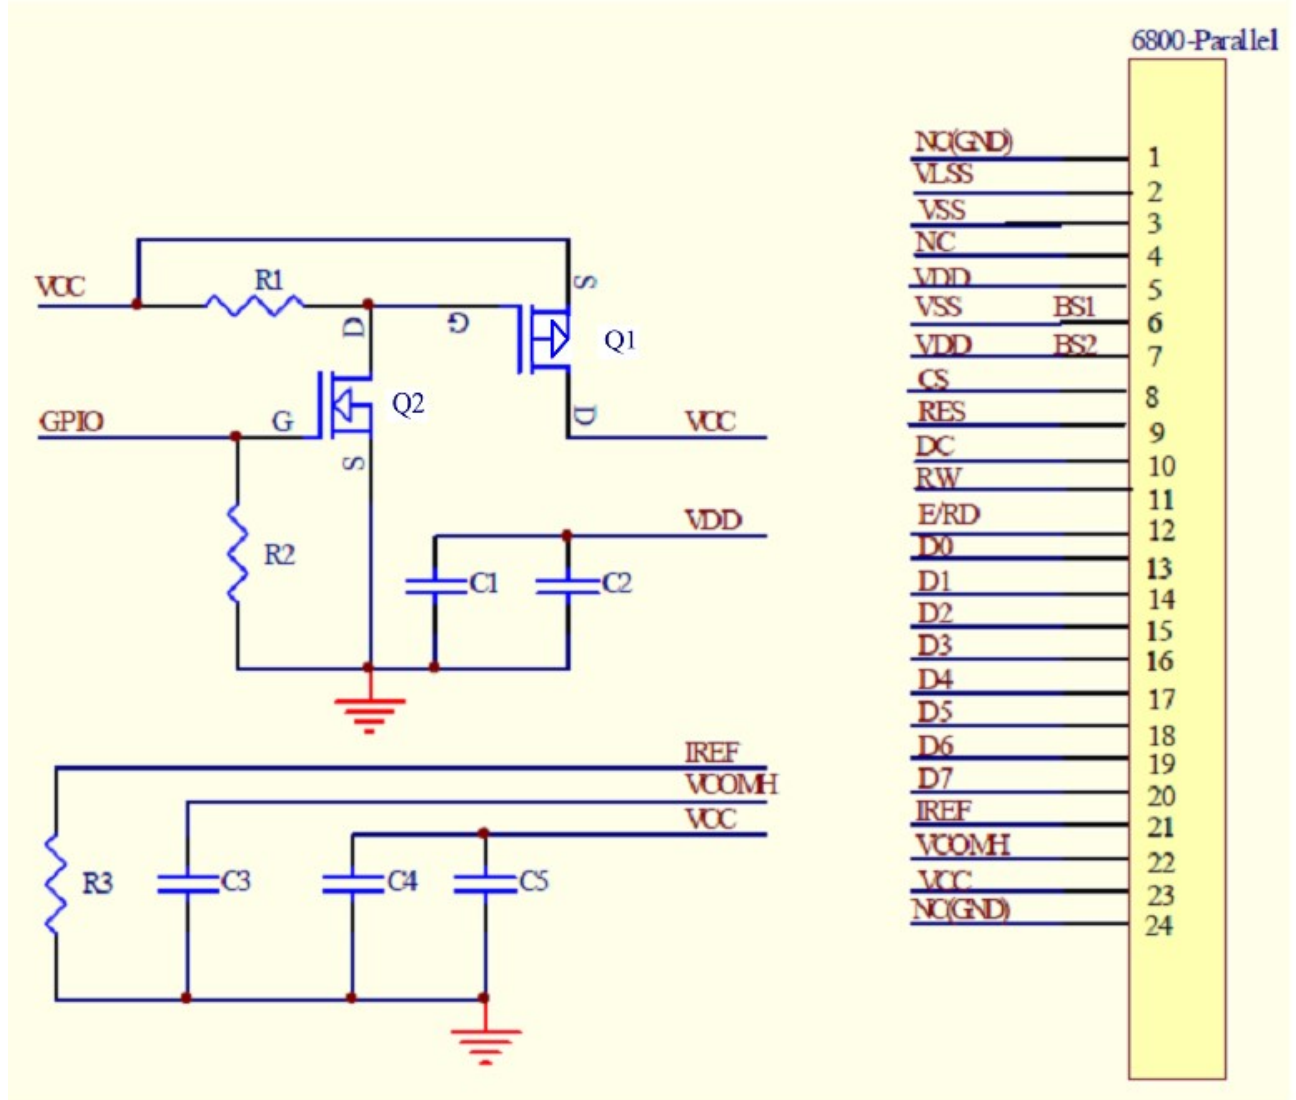 6800-Parallel
VCC
R1
D
G
S
Q1
D
VCC
GPIO
G
Q2
S
R2
VDD
C1
C2
IREF
VCOMH
VCC
R3
C3
C4
C5
NC(GND) 1
VLSS 2
VSS 3
NC 4
VDD 5
VSS BS1 6
VDD BS2 7
CS 8
RES 9
DC 10
RW 11
E/RD 12
D0 13
D1 14
D2 15
D3 16
D4 17
D5 18
D6 19
D7 20
IREF 21
VCOMH 22
VCC 23
NC(GND) 24